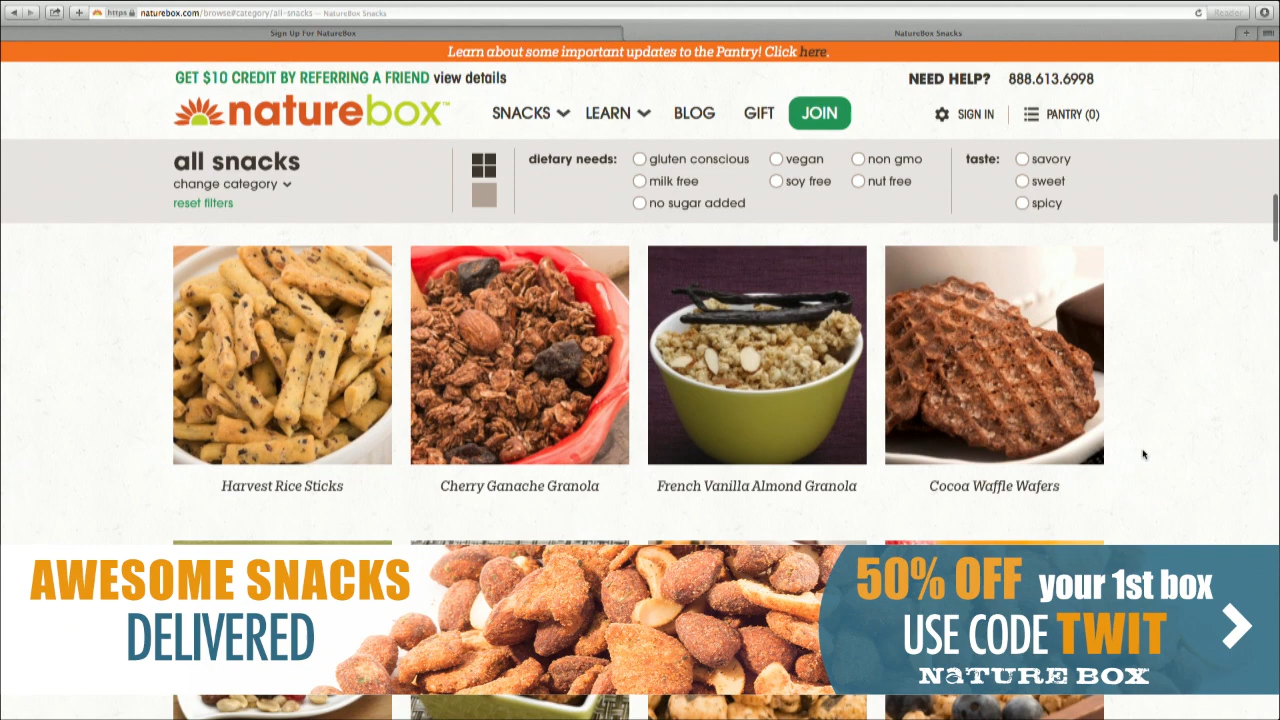 https naturebox.com/browse#category/all-snacks — NatureBox Snacks
Reader
Sign Up For NatureBox
NatureBox Snacks
Learn about some important updates to the Pantry! Click here.
GET $10 CREDIT BY REFERRING A FRIEND view details
NEED HELP? 888.613.6998
naturebox™
SNACKS LEARN BLOG GIFT JOIN
SIGN IN PANTRY (0)
all snacks
change category
reset filters
dietary needs:
gluten conscious vegan non gmo
milk free soy free nut free
no sugar added
taste:
savory
sweet
spicy
Harvest Rice Sticks
Cherry Ganache Granola
French Vanilla Almond Granola
Cocoa Waffle Wafers
AWESOME SNACKS
DELIVERED
50% OFF your 1st box
USE CODE TWIT
NATURE BOX